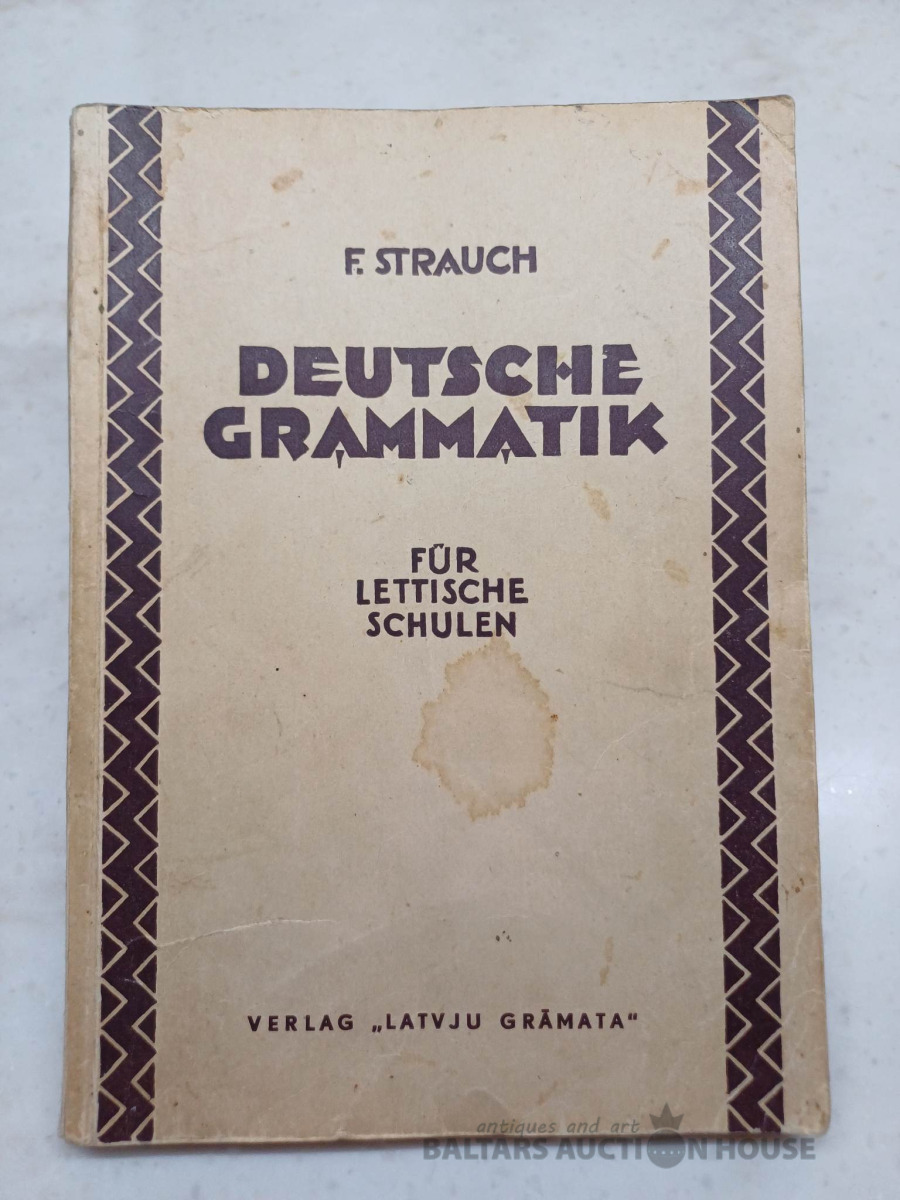 F. STRAUCH
DEUTSCHE
GRAMMATIK
FÜR
LETTISCHE
SCHULEN
VERLAG „LATVJU GRĀMATA“
antiques and art
BALTARS AUCTION HOUSE